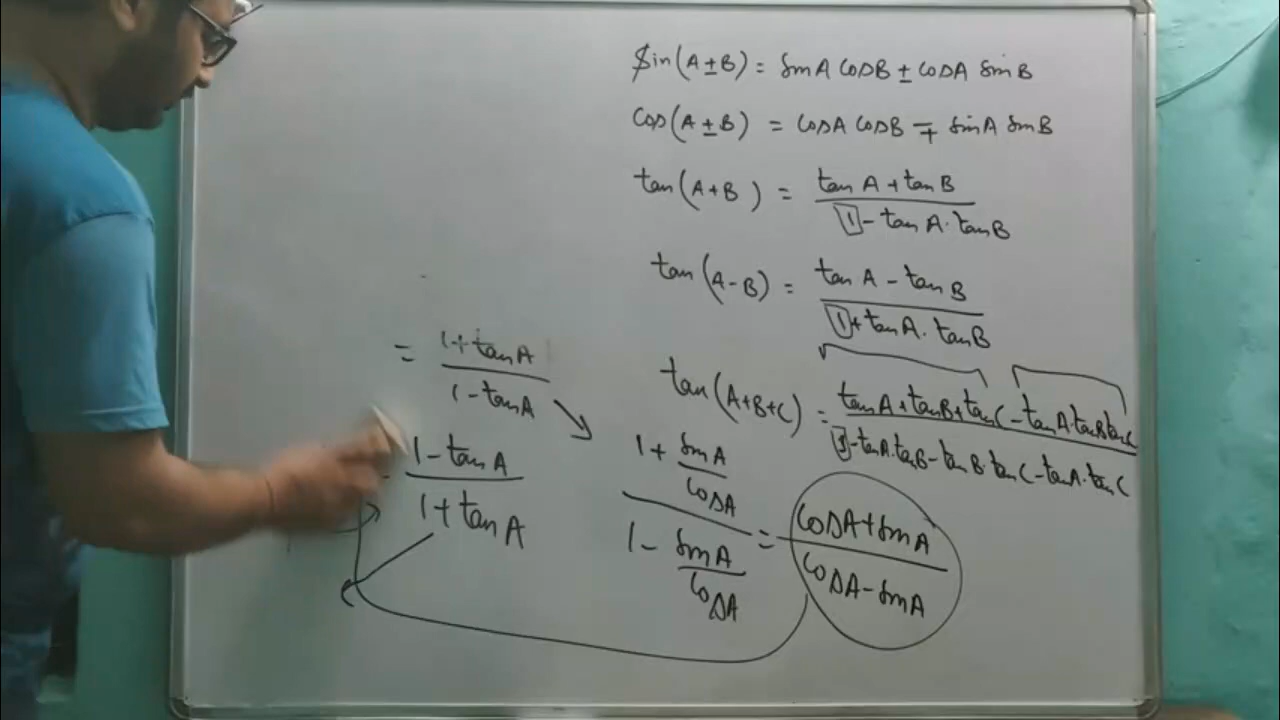 Sin(A±B) = sinA cosB ± cosA sinB
cos(A±B) = cosA cosB ∓ sinA sinB
tan(A+B) = tanA + tanB
1 - tanA · tanB
tan(A-B) = tanA - tanB
1 + tanA · tanB
tan(A+B+C) = tanA + tanB + tanC - tanA · tanB tanC
1 - tanA · tanB - tanB · tanC - tanA · tanC
= 1 + tanA
1 - tanA
1 - tanA
1 + tanA
1 + sinA
cosA
1 - sinA
cosA
= cosA + sinA
cosA - sinA